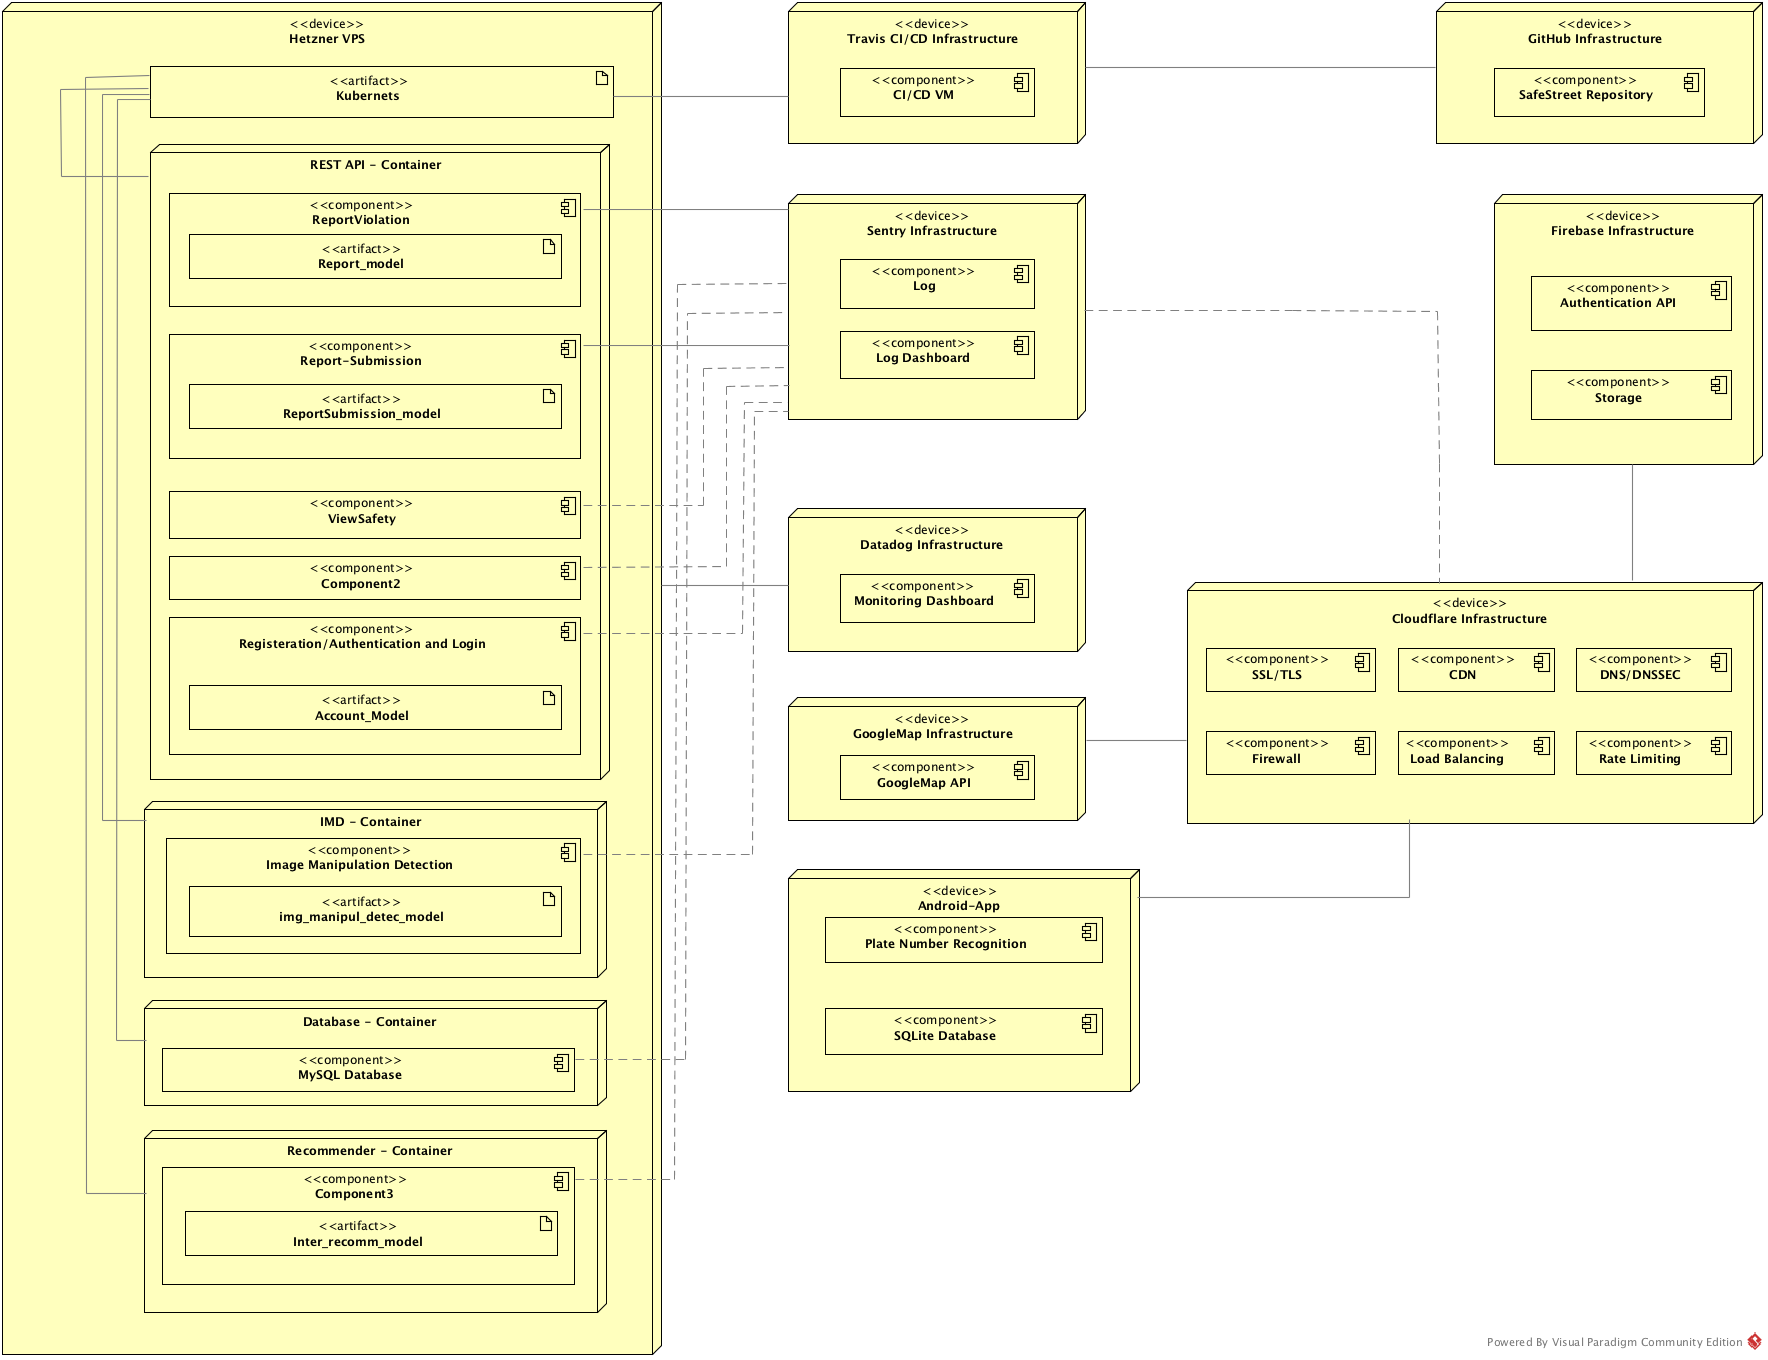 <<device>>
Hetzner VPS
<<artifact>>
Kubernets
REST API - Container
<<component>>
ReportViolation
<<artifact>>
Report_model
<<component>>
Report-Submission
<<artifact>>
ReportSubmission_model
<<component>>
ViewSafety
<<component>>
Component2
<<component>>
Registeration/Authentication and Login
<<artifact>>
Account_Model
IMD - Container
<<component>>
Image Manipulation Detection
<<artifact>>
img_manipul_detec_model
Database - Container
<<component>>
MySQL Database
Recommender - Container
<<component>>
Component3
<<artifact>>
Inter_recomm_model
<<device>>
Travis CI/CD Infrastructure
<<component>>
CI/CD VM
<<device>>
GitHub Infrastructure
<<component>>
SafeStreet Repository
<<device>>
Sentry Infrastructure
<<component>>
Log
<<component>>
Log Dashboard
<<device>>
Firebase Infrastructure
<<component>>
Authentication API
<<component>>
Storage
<<device>>
Datadog Infrastructure
<<component>>
Monitoring Dashboard
<<device>>
Cloudflare Infrastructure
<<component>>
SSL/TLS
<<component>>
CDN
<<component>>
DNS/DNSSEC
<<component>>
Firewall
<<component>>
Load Balancing
<<component>>
Rate Limiting
<<device>>
GoogleMap Infrastructure
<<component>>
GoogleMap API
<<device>>
Android-App
<<component>>
Plate Number Recognition
<<component>>
SQLite Database
Powered By Visual Paradigm Community Edition